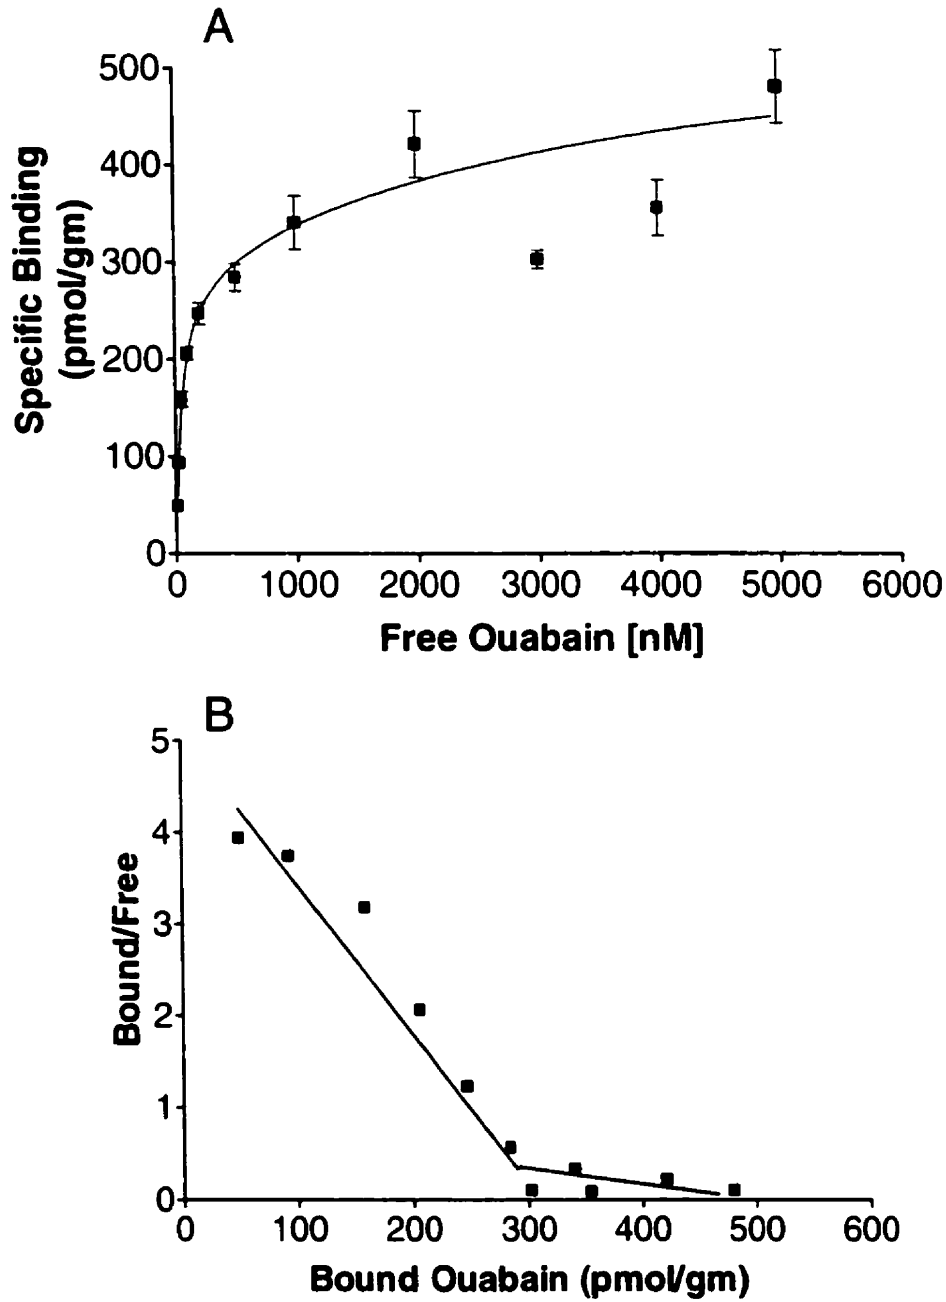 A
500
400
300
200
100
0
Specific Binding
(pmol/gm)
0 1000 2000 3000 4000 5000 6000
Free Ouabain [nM]
B
5
4
3
2
1
0
Bound/Free
0 100 200 300 400 500 600
Bound Ouabain (pmol/gm)